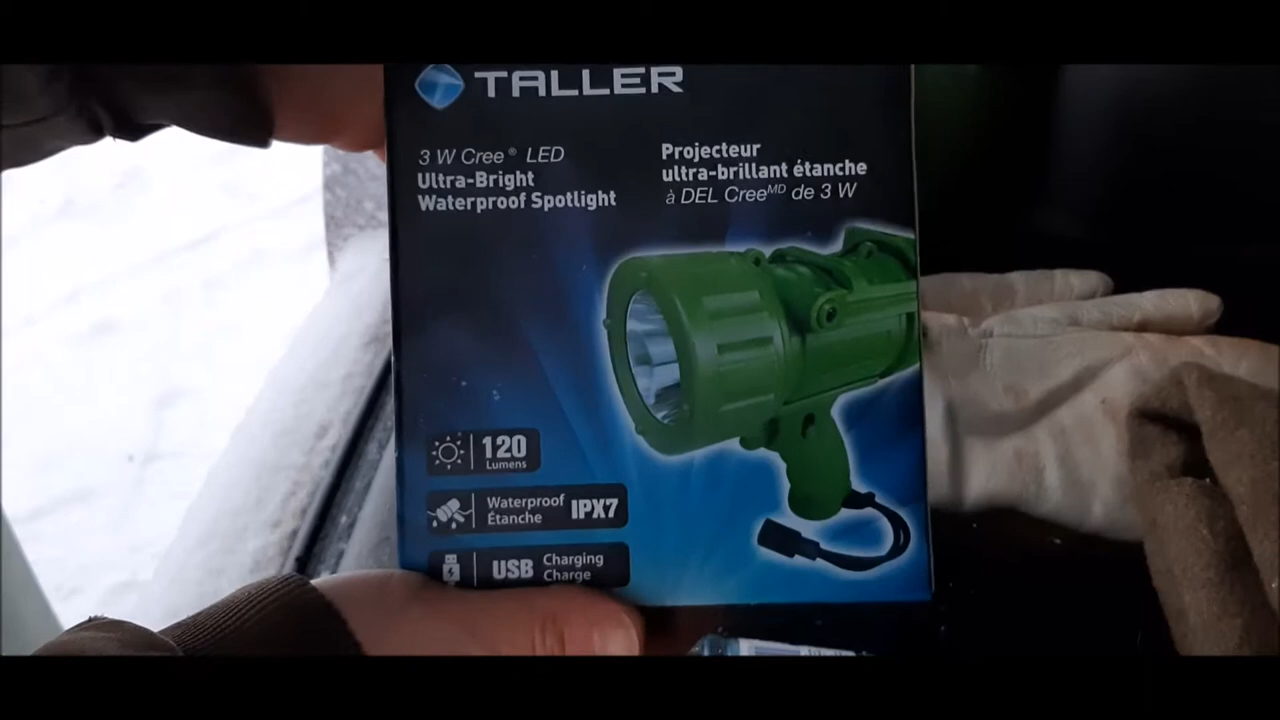 TALLER
3 W Cree® LED
Ultra-Bright
Waterproof Spotlight
Projecteur
ultra-brillant étanche
à DEL Creeᴹᴰ de 3 W
120
Lumens
Waterproof
Étanche
IPX7
USB
Charging
Charge